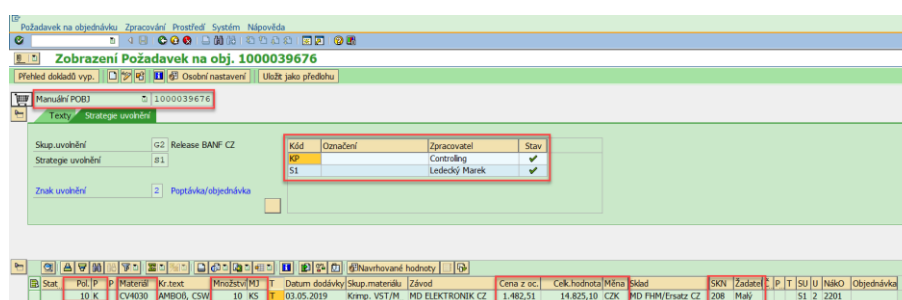 Požadavek na objednávku Zpracování Prostředí Systém Nápověda
Zobrazení Požadavek na obj. 1000039676
Přehled dokladů vyp. Osobní nastavení Uložit jako předlohu
Manuální POBJ 1000039676
Texty Strategie uvolnění
Skup.uvolnění G2 Release BANF CZ
Strategie uvolnění S1
Znak uvolnění 2 Poptávka/objednávka
Kód Označení Zpracovatel Stav
KP Controling
S1 Ledecký Marek
Navrhované hodnoty
Stat. Pol. P P Materiál Kr.text Množství MJ T Datum dodávky Skup.materiálu Závod Cena z oc. Celk.hodnota Měna Sklad SKN Žadatel P T SU U NákO Objednávka
10 K CV4030 AMBOß, CSW 10 KS T 03.05.2019 Krimp. VST/M MD ELEKTRONIK CZ 1.482,51 14.825,10 CZK MD FHM/Ersatz CZ 208 Malý S1 2 2201